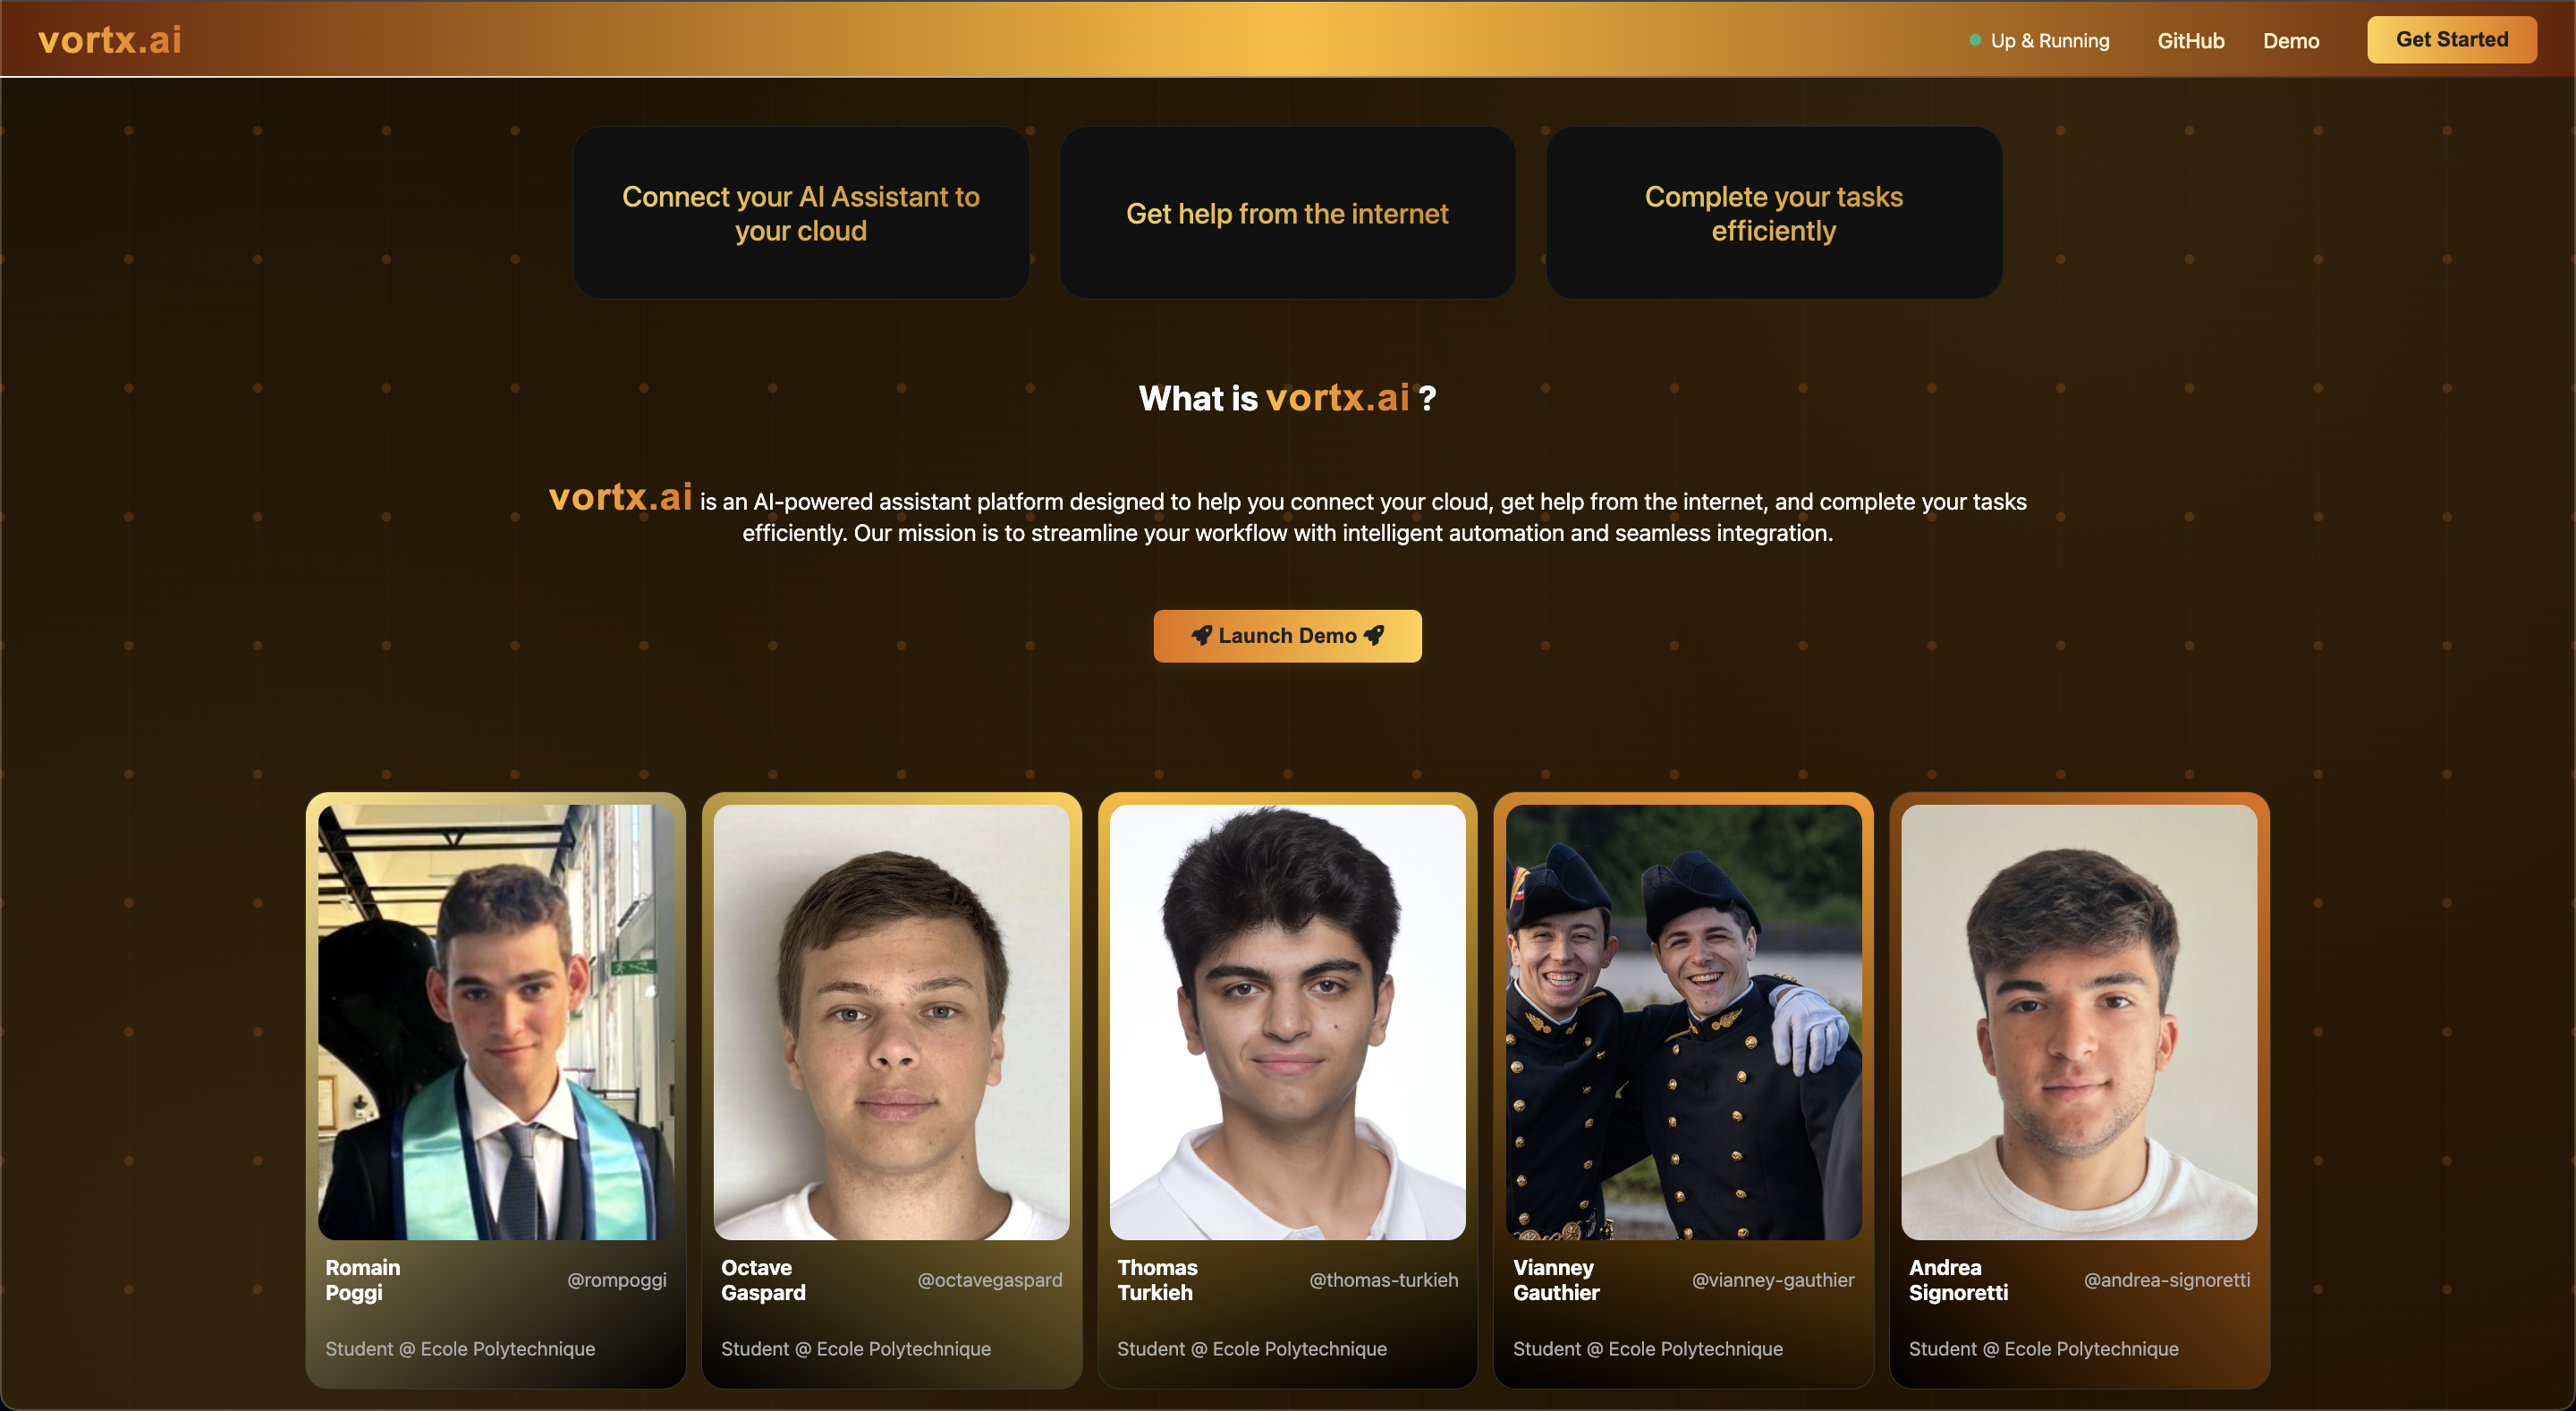 vortx.ai
Up & Running
GitHub
Demo
Get Started
Connect your AI Assistant to
your cloud
Get help from the internet
Complete your tasks
efficiently
What is vortx.ai ?
vortx.ai is an AI-powered assistant platform designed to help you connect your cloud, get help from the internet, and complete your tasks
efficiently. Our mission is to streamline your workflow with intelligent automation and seamless integration.
Launch Demo
Romain
Poggi
@rompoggi
Student @ Ecole Polytechnique
Octave
Gaspard
@octavegaspard
Student @ Ecole Polytechnique
Thomas
Turkieh
@thomas-turkieh
Student @ Ecole Polytechnique
Vianney
Gauthier
@vianney-gauthier
Student @ Ecole Polytechnique
Andrea
Signoretti
@andrea-signoretti
Student @ Ecole Polytechnique